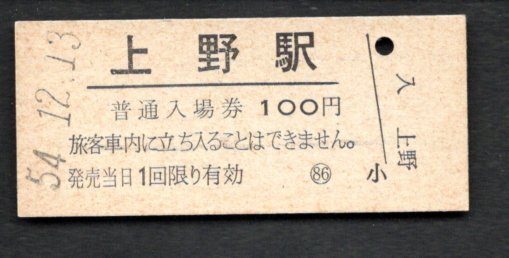 54.12.13
上野駅
普通入場券 100円
旅客車内に立ち入ることはできません。
発売当日1回限り有効
㊏
入 上野
小